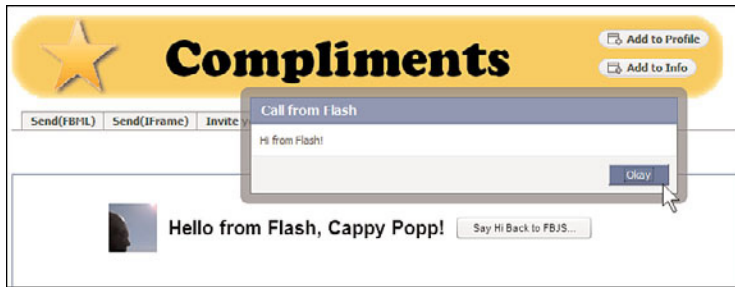 Compliments
Add to Profile
Add to Info
Send(FBML) Send(IFrame) Invite y
Call from Flash
Hi from Flash!
Okay
Hello from Flash, Cappy Popp!
Say Hi Back to FBJS...